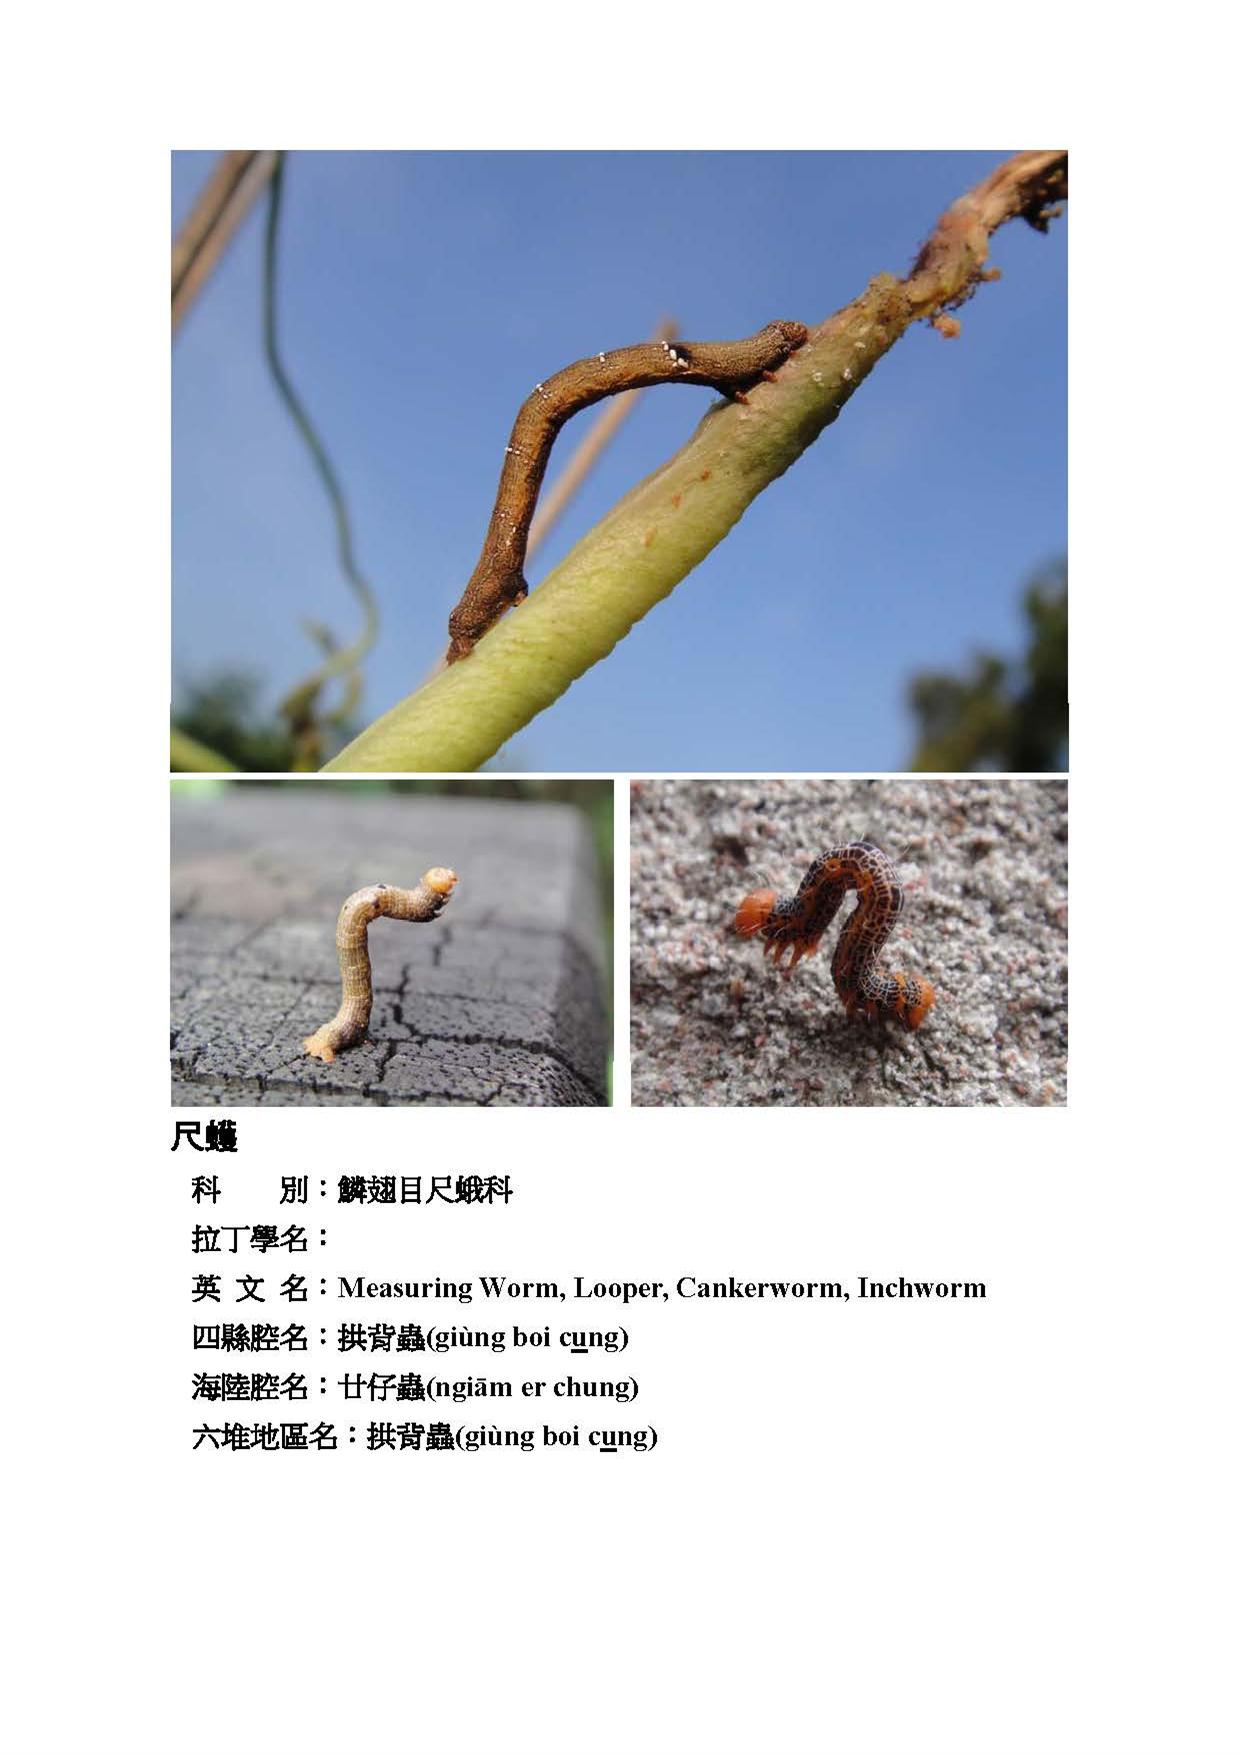 尺蠖
科　　別：鱗翅目尺蛾科
拉丁學名：
英 文 名：Measuring Worm, Looper, Cankerworm, Inchworm
四縣腔名：拱背蟲(giùng boi cung)
海陸腔名：廿仔蟲(ngiām er chung)
六堆地區名：拱背蟲(giùng boi cung)